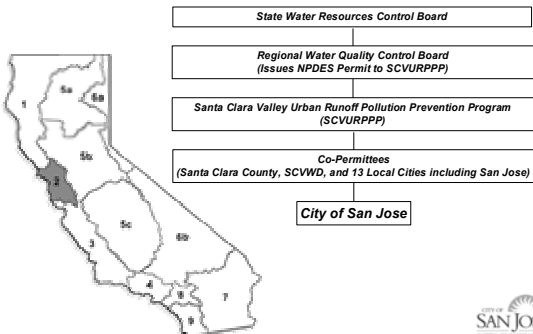 State Water Resources Control Board
Regional Water Quality Control Board
(Issues NPDES Permit to SCVURPPP)
Santa Clara Valley Urban Runoff Pollution Prevention Program
(SCVURPPP)
Co-Permittees
(Santa Clara County, SCVWD, and 13 Local Cities including San Jose)
City of San Jose
1
5a
6a
5b
2
5c
3
6b
4
8
7
9
CITY OF